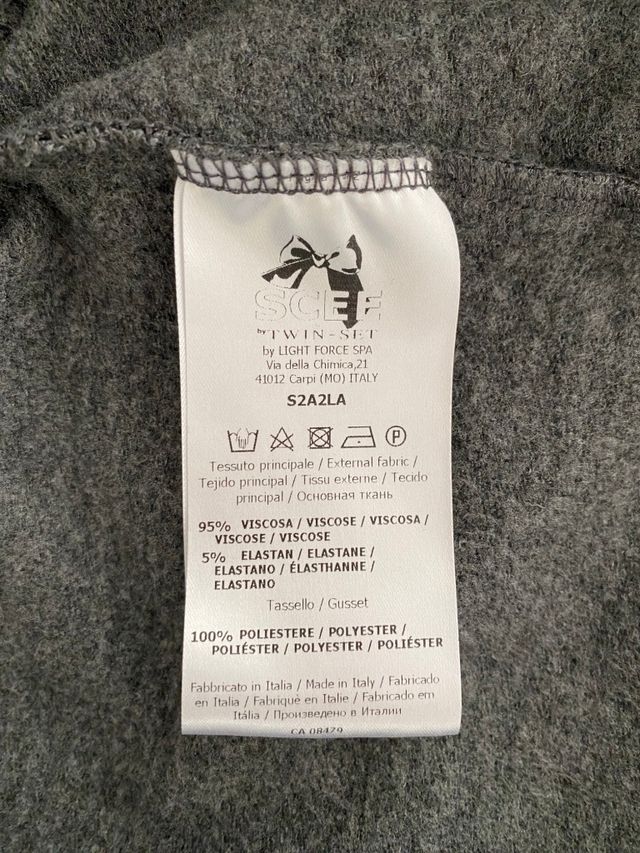 SCEE
by TWIN-SET
by LIGHT FORCE SPA
Via della Chimica,21
41012 Carpi (MO) ITALY
S2A2LA
P
Tessuto principale / External fabric /
Tejido principal / Tissu externe / Tecido
principal / Основная ткань
95% VISCOSA / VISCOSE / VISCOSA /
VISCOSE / VISCOSE
5% ELASTAN / ELASTANE /
ELASTANO / ÉLASTHANNE /
ELASTANO
Tassello / Gusset
100% POLIESTERE / POLYESTER /
POLIÉSTER / POLYESTER / POLIÉSTER
Fabbricato in Italia / Made in Italy / Fabricado
en Italia / Fabriquè en Italie / Fabricado em
Itália / Произведено в Италии
CA 08479